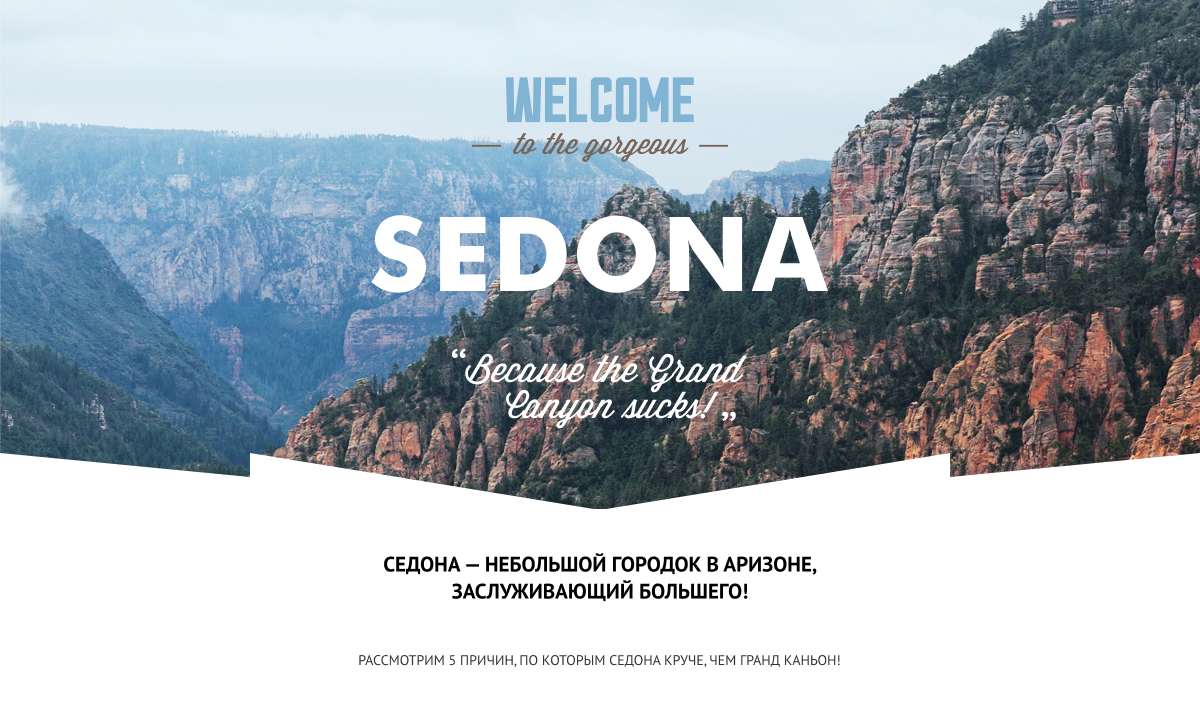 WELCOME
— to the gorgeous —
SEDONA
“Because the Grand
Canyon sucks!„
СЕДОНА — НЕБОЛЬШОЙ ГОРОДОК В АРИЗОНЕ,
ЗАСЛУЖИВАЮЩИЙ БОЛЬШЕГО!
РАССМОТРИМ 5 ПРИЧИН, ПО КОТОРЫМ СЕДОНА КРУЧЕ, ЧЕМ ГРАНД КАНЬОН!